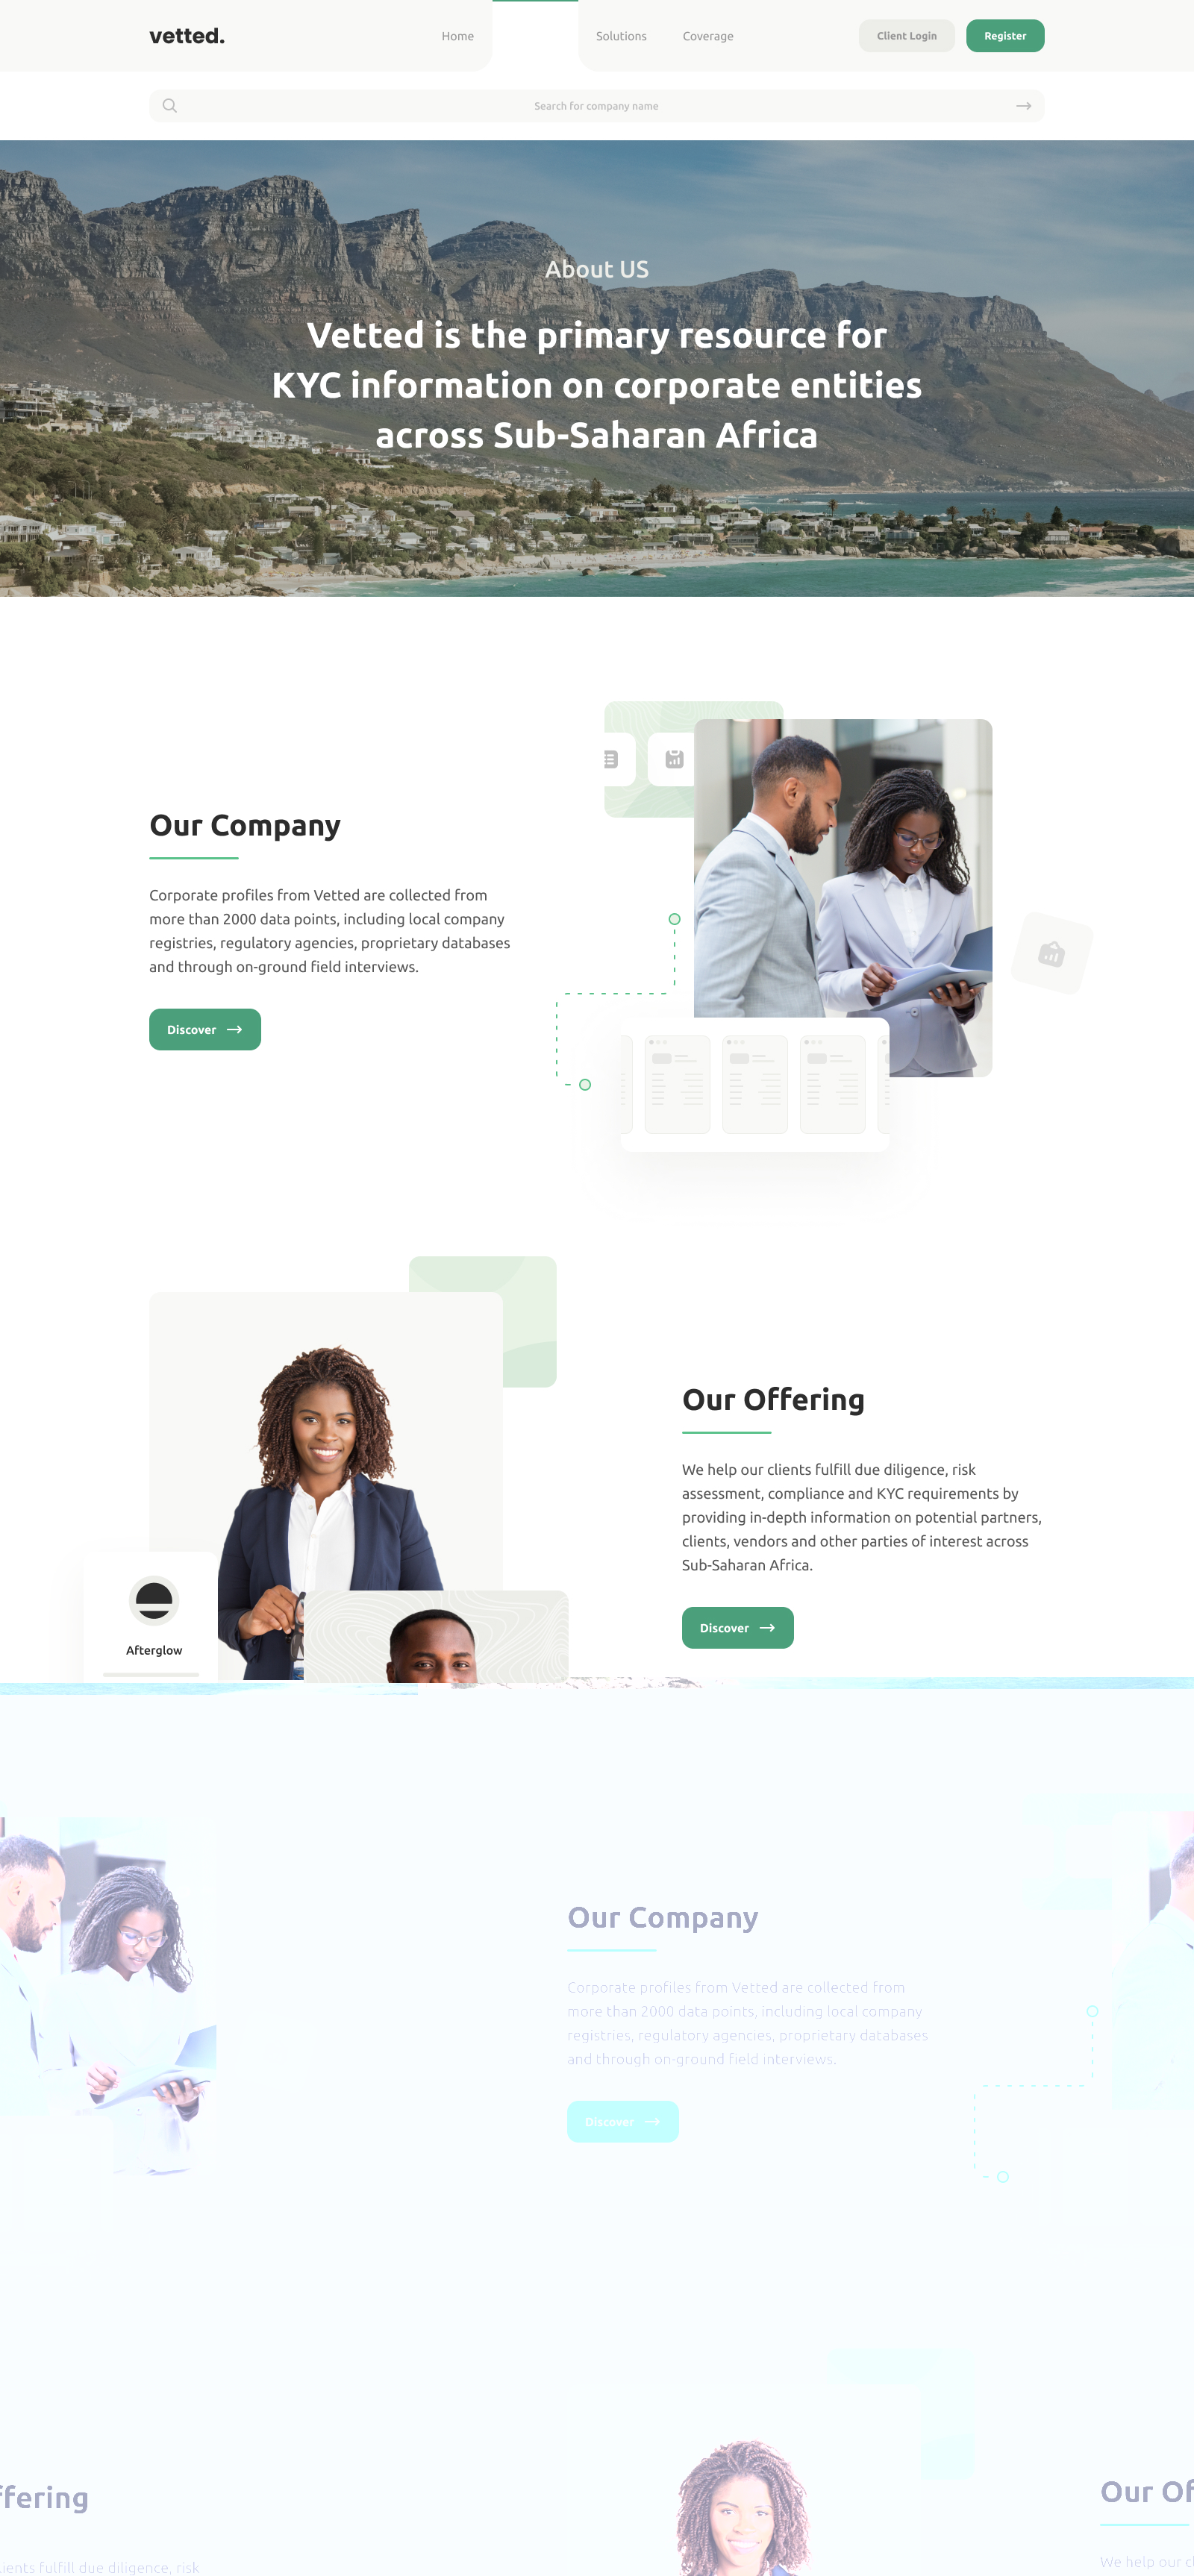 vetted.
Home
Solutions
Coverage
Client Login
Register
Search for company name
About US
Vetted is the primary resource for
KYC information on corporate entities
across Sub-Saharan Africa
Our Company
Corporate profiles from Vetted are collected from
more than 2000 data points, including local company
registries, regulatory agencies, proprietary databases
and through on-ground field interviews.
Discover
Our Offering
We help our clients fulfill due diligence, risk
assessment, compliance and KYC requirements by
providing in-depth information on potential partners,
clients, vendors and other parties of interest across
Sub-Saharan Africa.
Discover
Afterglow
Our Company
Corporate profiles from Vetted are collected from
more than 2000 data points, including local company
registries, regulatory agencies, proprietary databases
and through on-ground field interviews.
Discover
ffering
Our Of
lients fulfill due diligence, risk
We help our cl